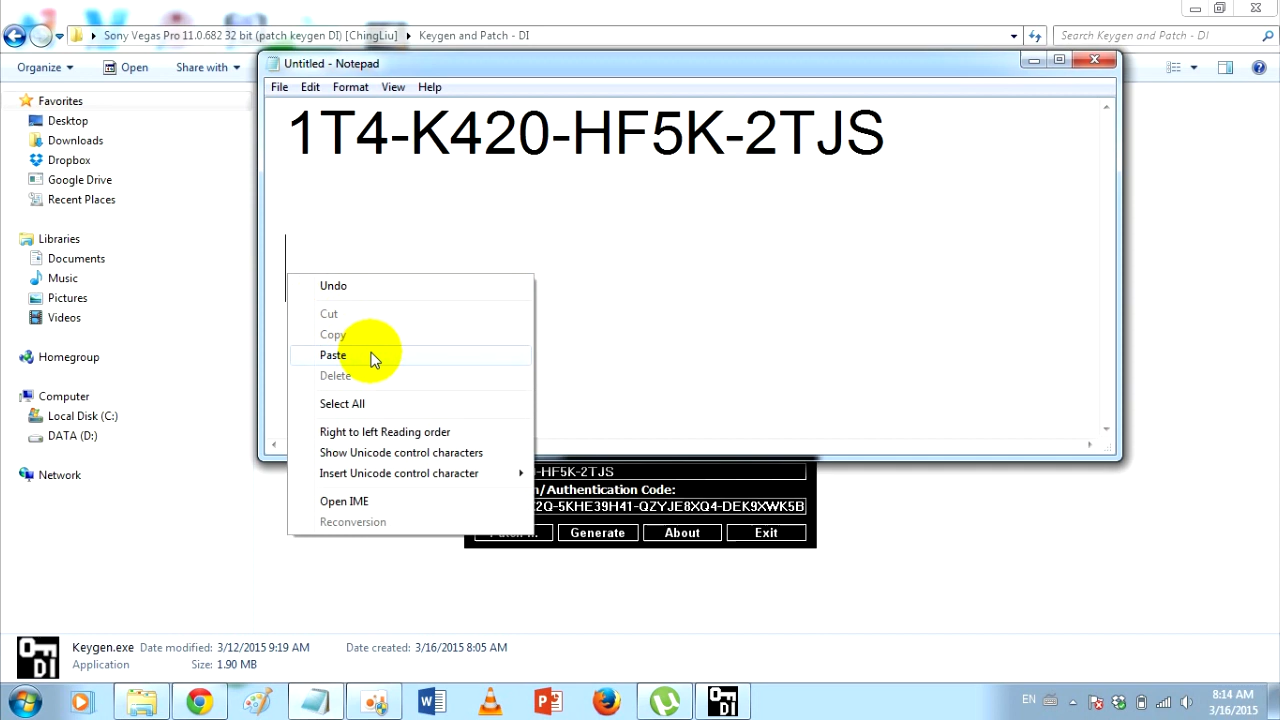 Sony Vegas Pro 11.0.682 32 bit (patch keygen DI) [ChingLiu]
Keygen and Patch - DI
Search Keygen and Patch - DI
Organize
Open
Share with
Favorites
Desktop
Downloads
Dropbox
Google Drive
Recent Places
Libraries
Documents
Music
Pictures
Videos
Homegroup
Computer
Local Disk (C:)
DATA (D:)
Network
Untitled - Notepad
File Edit Format View Help
1T4-K420-HF5K-2TJS
Undo
Cut
Copy
Paste
Delete
Select All
Right to left Reading order
Show Unicode control characters
Insert Unicode control character
Open IME
Reconversion
-HF5K-2TJS
/Authentication Code:
2Q-5KHE39H41-QZYJE8XQ4-DEK9XWK5B
Generate
About
Exit
Keygen.exe Date modified: 3/12/2015 9:19 AM Date created: 3/16/2015 8:05 AM
Application Size: 1.90 MB
EN
8:14 AM
3/16/2015